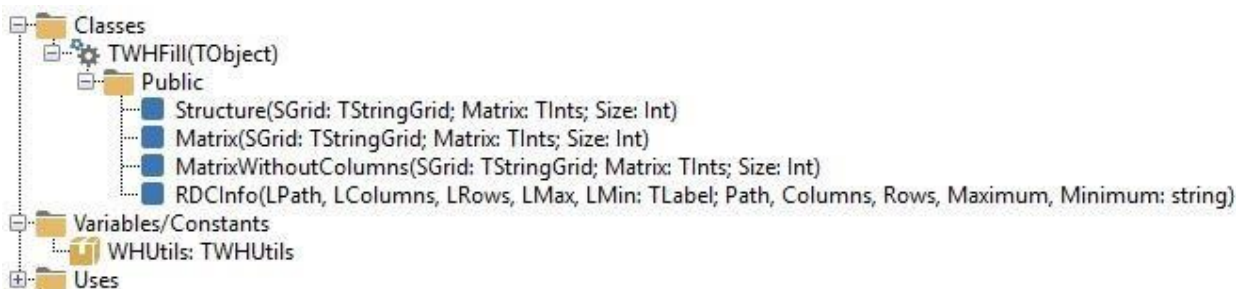 Classes
TWHFill(TObject)
Public
Structure(SGrid: TStringGrid; Matrix: TInts; Size: Int)
Matrix(SGrid: TStringGrid; Matrix: TInts; Size: Int)
MatrixWithoutColumns(SGrid: TStringGrid; Matrix: TInts; Size: Int)
RDCInfo(LPath, LColumns, LRows, LMax, LMin: TLabel; Path, Columns, Rows, Maximum, Minimum: string)
Variables/Constants
WHUtils: TWHUtils
Uses